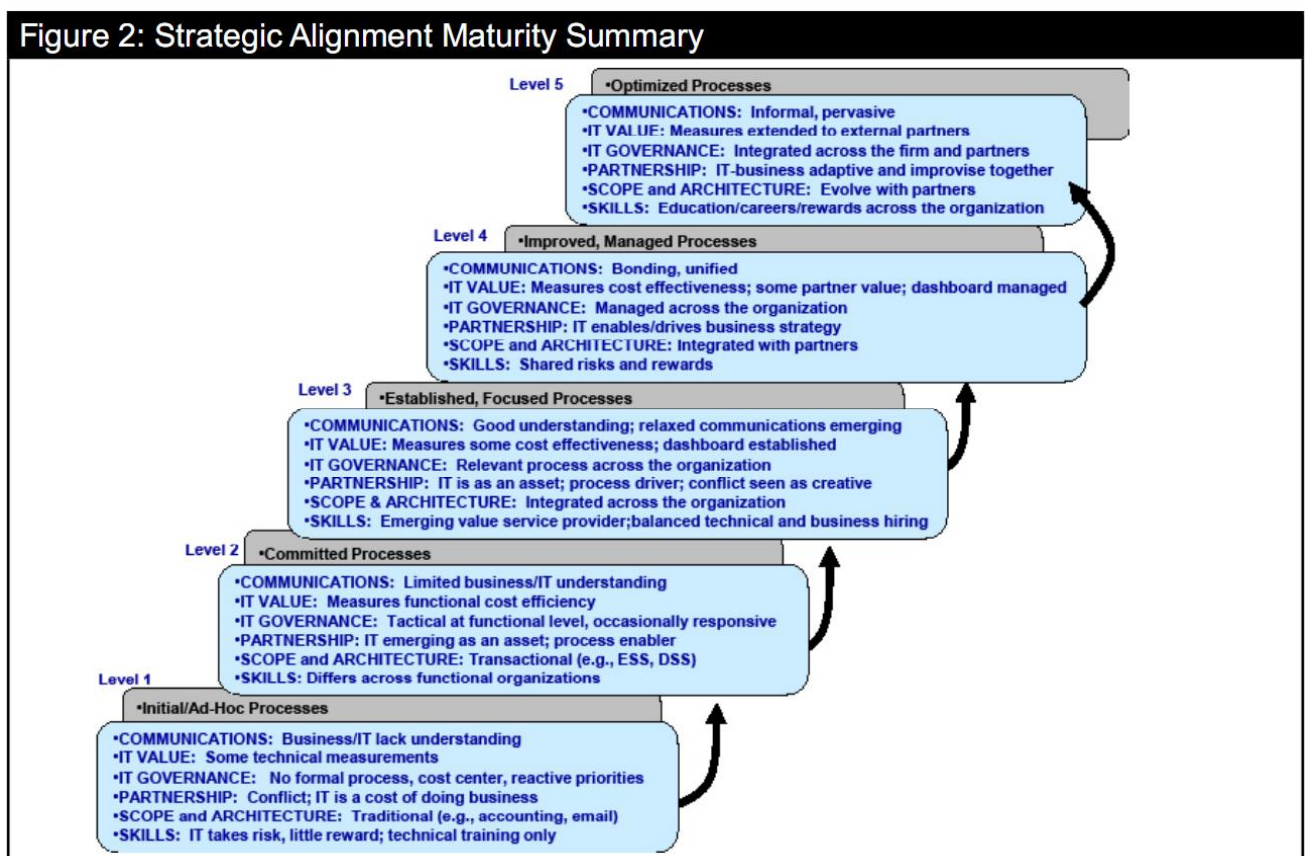 Figure 2: Strategic Alignment Maturity Summary
Level 5
•Optimized Processes
•COMMUNICATIONS: Informal, pervasive
•IT VALUE: Measures extended to external partners
•IT GOVERNANCE: Integrated across the firm and partners
•PARTNERSHIP: IT-business adaptive and improvise together
•SCOPE and ARCHITECTURE: Evolve with partners
•SKILLS: Education/careers/rewards across the organization
Level 4
•Improved, Managed Processes
•COMMUNICATIONS: Bonding, unified
•IT VALUE: Measures cost effectiveness; some partner value; dashboard managed
•IT GOVERNANCE: Managed across the organization
•PARTNERSHIP: IT enables/drives business strategy
•SCOPE and ARCHITECTURE: Integrated with partners
•SKILLS: Shared risks and rewards
Level 3
•Established, Focused Processes
•COMMUNICATIONS: Good understanding; relaxed communications emerging
•IT VALUE: Measures some cost effectiveness; dashboard established
•IT GOVERNANCE: Relevant process across the organization
•PARTNERSHIP: IT is as an asset; process driver; conflict seen as creative
•SCOPE & ARCHITECTURE: Integrated across the organization
•SKILLS: Emerging value service provider;balanced technical and business hiring
Level 2
•Committed Processes
•COMMUNICATIONS: Limited business/IT understanding
•IT VALUE: Measures functional cost efficiency
•IT GOVERNANCE: Tactical at functional level, occasionally responsive
•PARTNERSHIP: IT emerging as an asset; process enabler
•SCOPE and ARCHITECTURE: Transactional (e.g., ESS, DSS)
•SKILLS: Differs across functional organizations
Level 1
•Initial/Ad-Hoc Processes
•COMMUNICATIONS: Business/IT lack understanding
•IT VALUE: Some technical measurements
•IT GOVERNANCE: No formal process, cost center, reactive priorities
•PARTNERSHIP: Conflict; IT is a cost of doing business
•SCOPE and ARCHITECTURE: Traditional (e.g., accounting, email)
•SKILLS: IT takes risk, little reward; technical training only